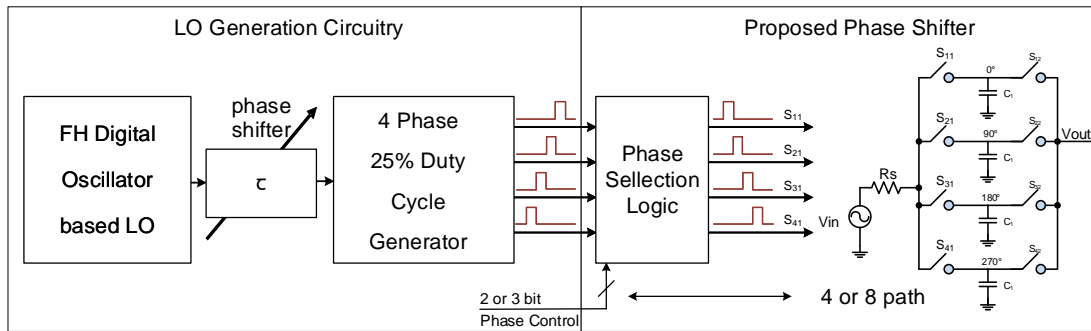 LO Generation Circuitry
Proposed Phase Shifter
FH Digital
Oscillator
based LO
phase
shifter
τ
4 Phase
25% Duty
Cycle
Generator
Phase
Sellection
Logic
2 or 3 bit
Phase Control
S11
S21
S31
S41
4 or 8 path
Vin
Rs
S11
0°
S12
C1
S21
90°
S22
C1
S31
180°
S32
C1
S41
270°
C1
Vout